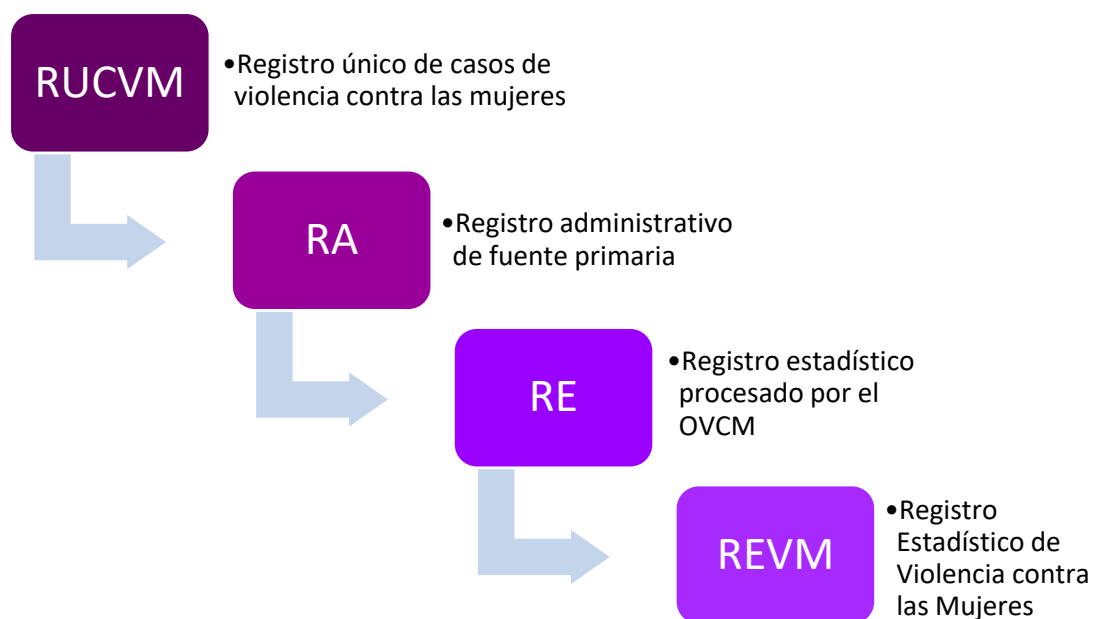 RUCVM
•Registro único de casos de
violencia contra las mujeres
RA
•Registro administrativo
de fuente primaria
RE
•Registro estadístico
procesado por el
OVCM
REVM
•Registro
Estadístico de
Violencia contra
las Mujeres